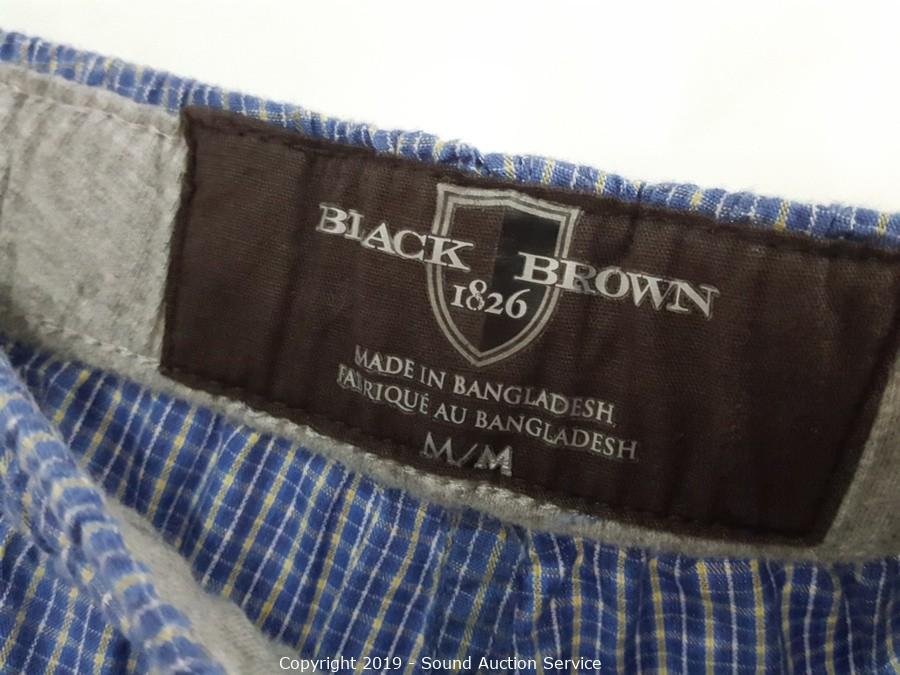 BLACK BROWN
1826
MADE IN BANGLADESH
FABRIQUÉ AU BANGLADESH
M/M
Copyright 2019 - Sound Auction Service